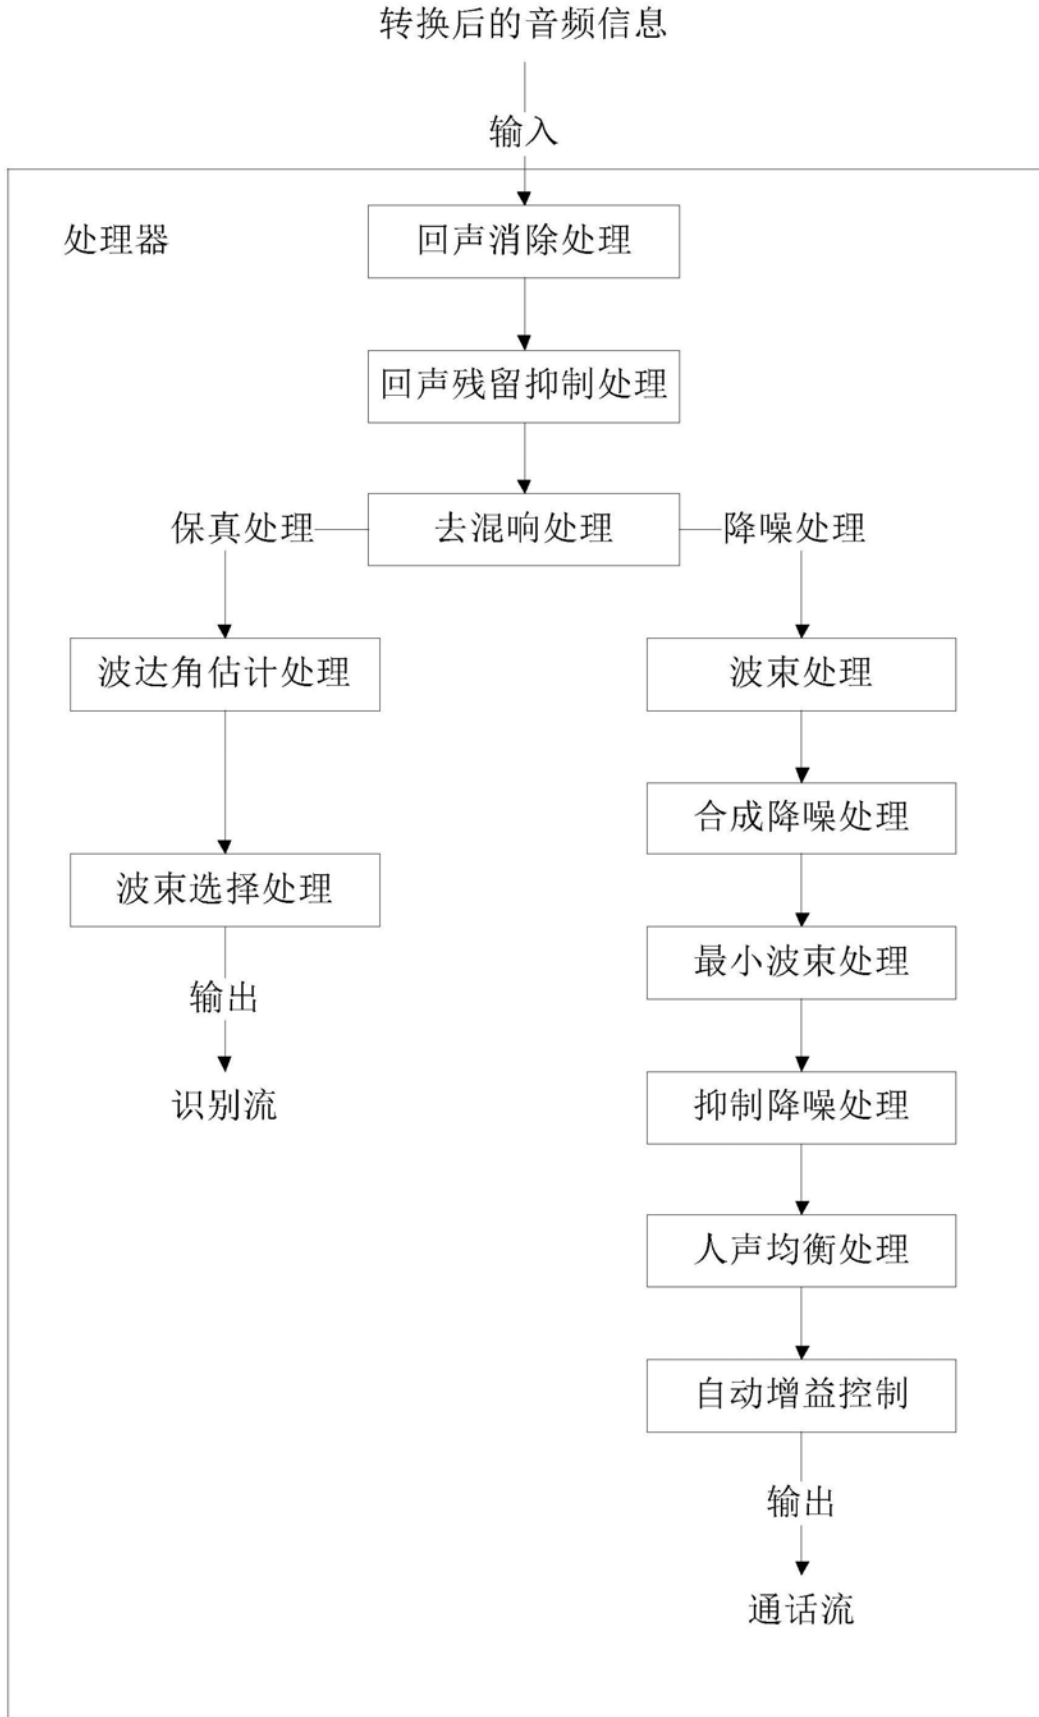 转换后的音频信息
输入
处理器
回声消除处理
回声残留抑制处理
保真处理
去混响处理
降噪处理
波达角估计处理
波束处理
合成降噪处理
波束选择处理
最小波束处理
输出
识别流
抑制降噪处理
人声均衡处理
自动增益控制
输出
通话流